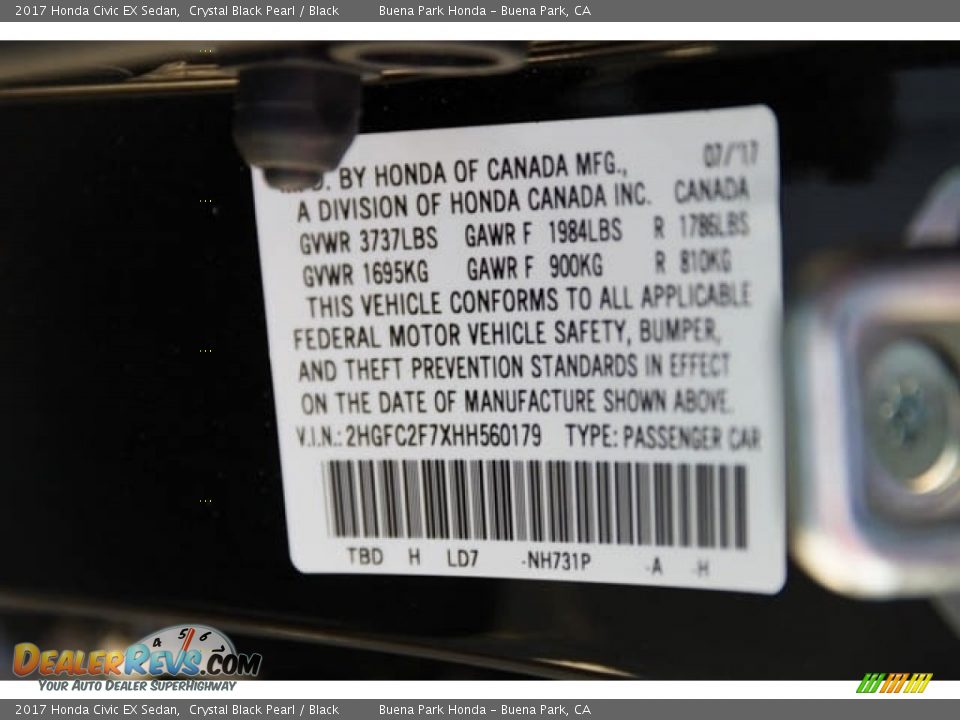 2017 Honda Civic EX Sedan, Crystal Black Pearl / Black Buena Park Honda - Buena Park, CA
07/'17
D. BY HONDA OF CANADA MFG.,
A DIVISION OF HONDA CANADA INC. CANADA
GVWR 3737LBS GAWR F 1984LBS R 1786LBS
GVWR 1695KG GAWR F 900KG R 810KG
THIS VEHICLE CONFORMS TO ALL APPLICABLE
FEDERAL MOTOR VEHICLE SAFETY, BUMPER,
AND THEFT PREVENTION STANDARDS IN EFFECT
ON THE DATE OF MANUFACTURE SHOWN ABOVE.
V.I.N.: 2HGFC2F7XHH560179 TYPE: PASSENGER CAR
TBD H LD7 -NH731P -A -H
4 5 6
DEALERREVS.COM
YOUR AUTO DEALER SUPERHIGHWAY
2017 Honda Civic EX Sedan, Crystal Black Pearl / Black Buena Park Honda - Buena Park, CA